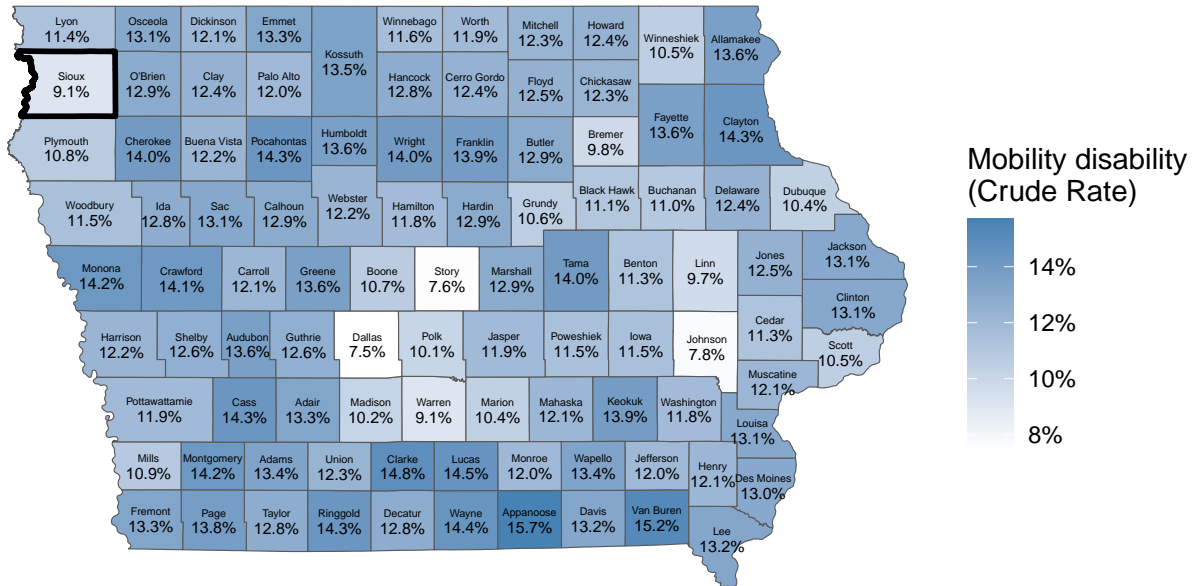 Lyon
11.4%
Osceola
13.1%
Dickinson
12.1%
Emmet
13.3%
Kossuth
13.5%
Winnebago
11.6%
Worth
11.9%
Mitchell
12.3%
Howard
12.4%
Winneshiek
10.5%
Allamakee
13.6%
Sioux
9.1%
O'Brien
12.9%
Clay
12.4%
Palo Alto
12.0%
Hancock
12.8%
Cerro Gordo
12.4%
Floyd
12.5%
Chickasaw
12.3%
Fayette
13.6%
Clayton
14.3%
Plymouth
10.8%
Cherokee
14.0%
Buena Vista
12.2%
Pocahontas
14.3%
Humboldt
13.6%
Wright
14.0%
Franklin
13.9%
Butler
12.9%
Bremer
9.8%
Woodbury
11.5%
Ida
12.8%
Sac
13.1%
Calhoun
12.9%
Webster
12.2%
Hamilton
11.8%
Hardin
12.9%
Grundy
10.6%
Black Hawk
11.1%
Buchanan
11.0%
Delaware
12.4%
Dubuque
10.4%
Monona
14.2%
Crawford
14.1%
Carroll
12.1%
Greene
13.6%
Boone
10.7%
Story
7.6%
Marshall
12.9%
Tama
14.0%
Benton
11.3%
Linn
9.7%
Jones
12.5%
Jackson
13.1%
Clinton
13.1%
Harrison
12.2%
Shelby
12.6%
Audubon
13.6%
Guthrie
12.6%
Dallas
7.5%
Polk
10.1%
Jasper
11.9%
Poweshiek
11.5%
Iowa
11.5%
Johnson
7.8%
Cedar
11.3%
Scott
10.5%
Muscatine
12.1%
Pottawattamie
11.9%
Cass
14.3%
Adair
13.3%
Madison
10.2%
Warren
9.1%
Marion
10.4%
Mahaska
12.1%
Keokuk
13.9%
Washington
11.8%
Louisa
13.1%
Mills
10.9%
Montgomery
14.2%
Adams
13.4%
Union
12.3%
Clarke
14.8%
Lucas
14.5%
Monroe
12.0%
Wapello
13.4%
Jefferson
12.0%
Henry
12.1%
Des Moines
13.0%
Fremont
13.3%
Page
13.8%
Taylor
12.8%
Ringgold
14.3%
Decatur
12.8%
Wayne
14.4%
Appanoose
15.7%
Davis
13.2%
Van Buren
15.2%
Lee
13.2%
Mobility disability
(Crude Rate)
14%
12%
10%
8%